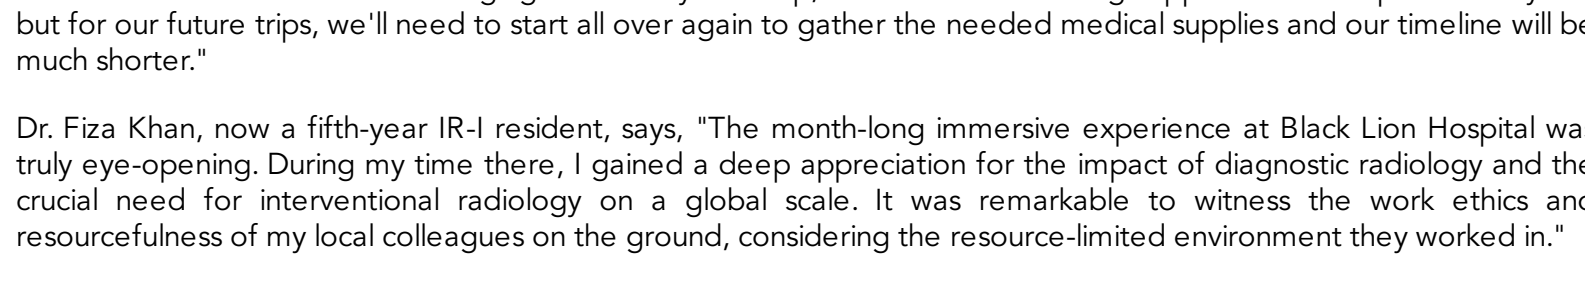 but for our future trips, we'll need to start all over again to gather the needed medical supplies and our timeline will be
much shorter."
Dr. Fiza Khan, now a fifth-year IR-I resident, says, "The month-long immersive experience at Black Lion Hospital was
truly eye-opening. During my time there, I gained a deep appreciation for the impact of diagnostic radiology and the
crucial need for interventional radiology on a global scale. It was remarkable to witness the work ethics and
resourcefulness of my local colleagues on the ground, considering the resource-limited environment they worked in."